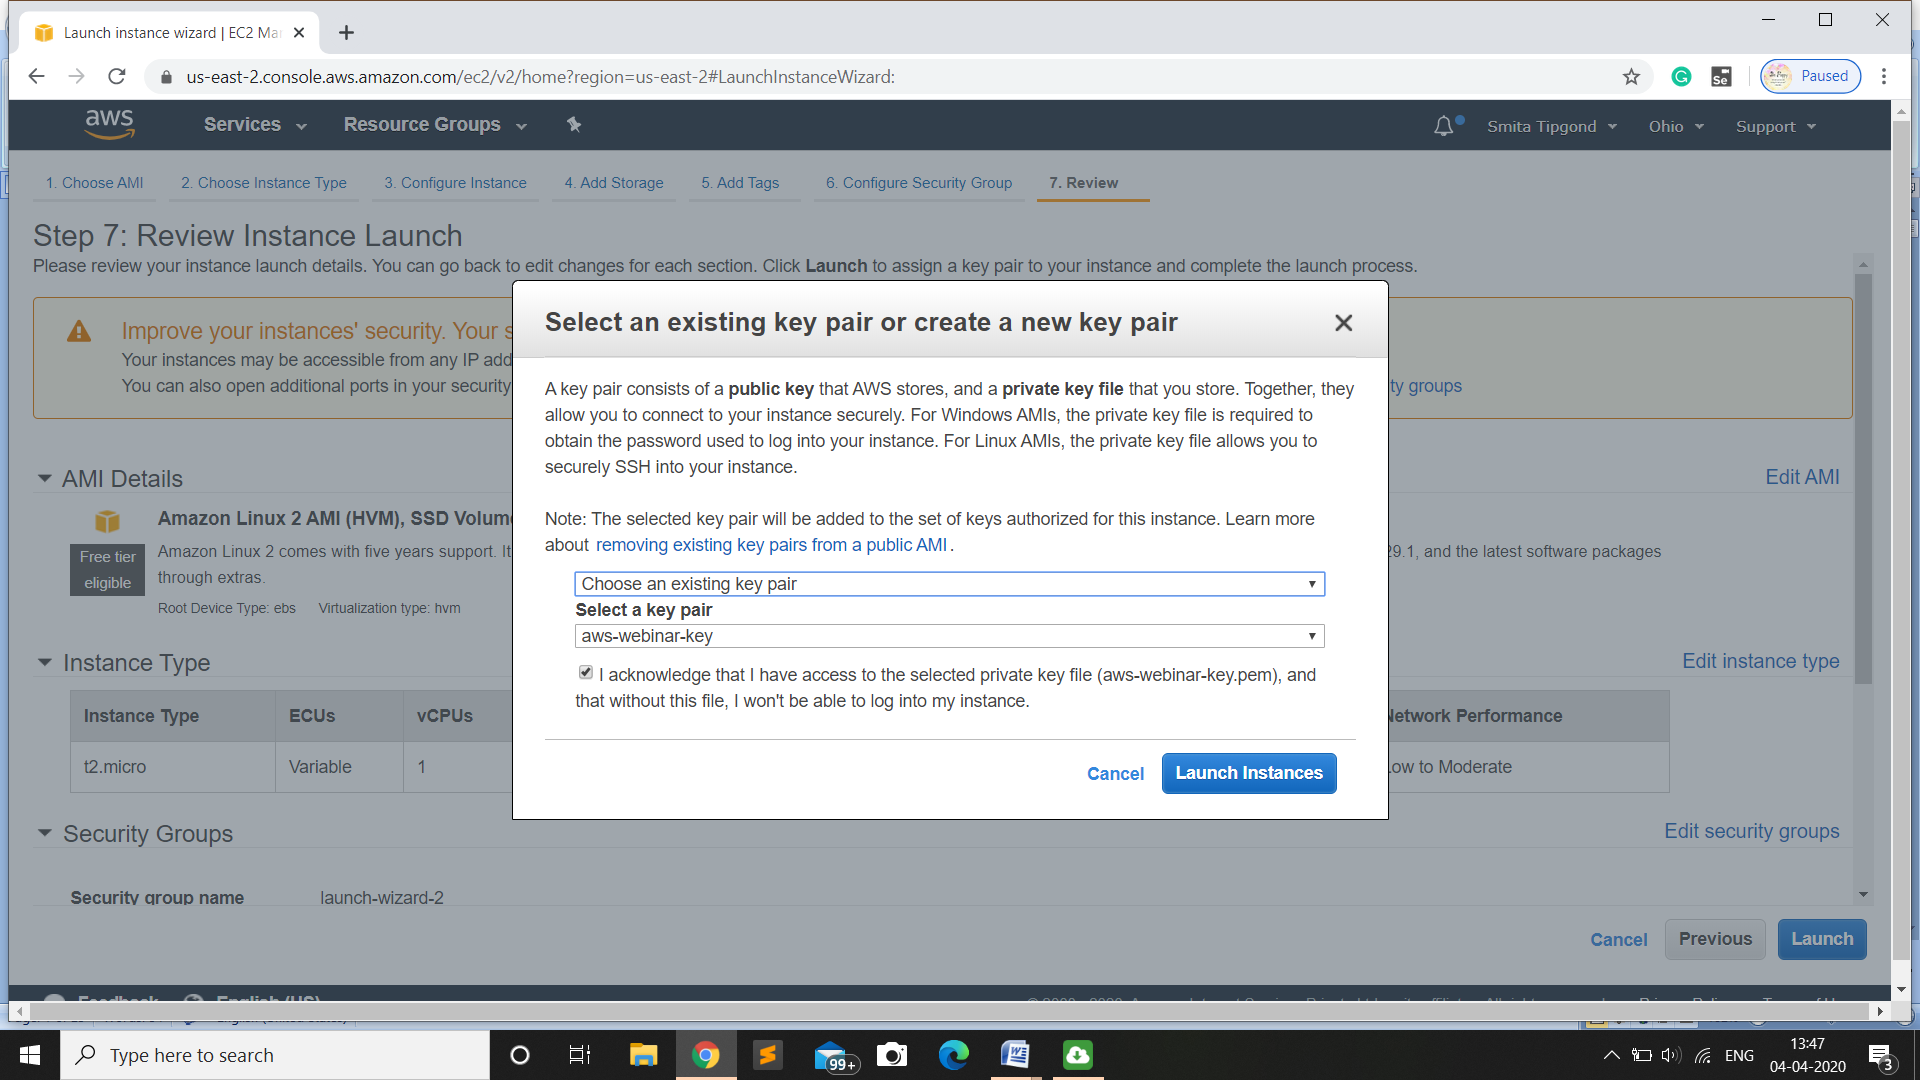 Launch instance wizard | EC2 Ma
us-east-2.console.aws.amazon.com/ec2/v2/home?region=us-east-2#LaunchInstanceWizard:
Se
Paused
aws
Services
Resource Groups
Smita Tipgond
Ohio
Support
1. Choose AMI
2. Choose Instance Type
3. Configure Instance
4. Add Storage
5. Add Tags
6. Configure Security Group
7. Review
Step 7: Review Instance Launch
Please review your instance launch details. You can go back to edit changes for each section. Click Launch to assign a key pair to your instance and complete the launch process.
Improve your instances' security. Your s
Your instances may be accessible from any IP add
You can also open additional ports in your security
ty groups
AMI Details
Edit AMI
Amazon Linux 2 AMI (HVM), SSD Volum
Free tier
eligible
Amazon Linux 2 comes with five years support. It
29.1, and the latest software packages
through extras.
Root Device Type: ebs
Virtualization type: hvm
Instance Type
Edit instance type
Instance Type
ECUs
vCPUs
Network Performance
t2.micro
Variable
1
Low to Moderate
Security Groups
Edit security groups
Security group name
launch-wizard-2
Cancel
Previous
Launch
Select an existing key pair or create a new key pair
A key pair consists of a public key that AWS stores, and a private key file that you store. Together, they
allow you to connect to your instance securely. For Windows AMIs, the private key file is required to
obtain the password used to log into your instance. For Linux AMIs, the private key file allows you to
securely SSH into your instance.
Note: The selected key pair will be added to the set of keys authorized for this instance. Learn more
about removing existing key pairs from a public AMI .
Choose an existing key pair
Select a key pair
aws-webinar-key
I acknowledge that I have access to the selected private key file (aws-webinar-key.pem), and
that without this file, I won't be able to log into my instance.
Cancel
Launch Instances
Feedback
English (US)
Type here to search
99+
ENG
13:47
04-04-2020
3